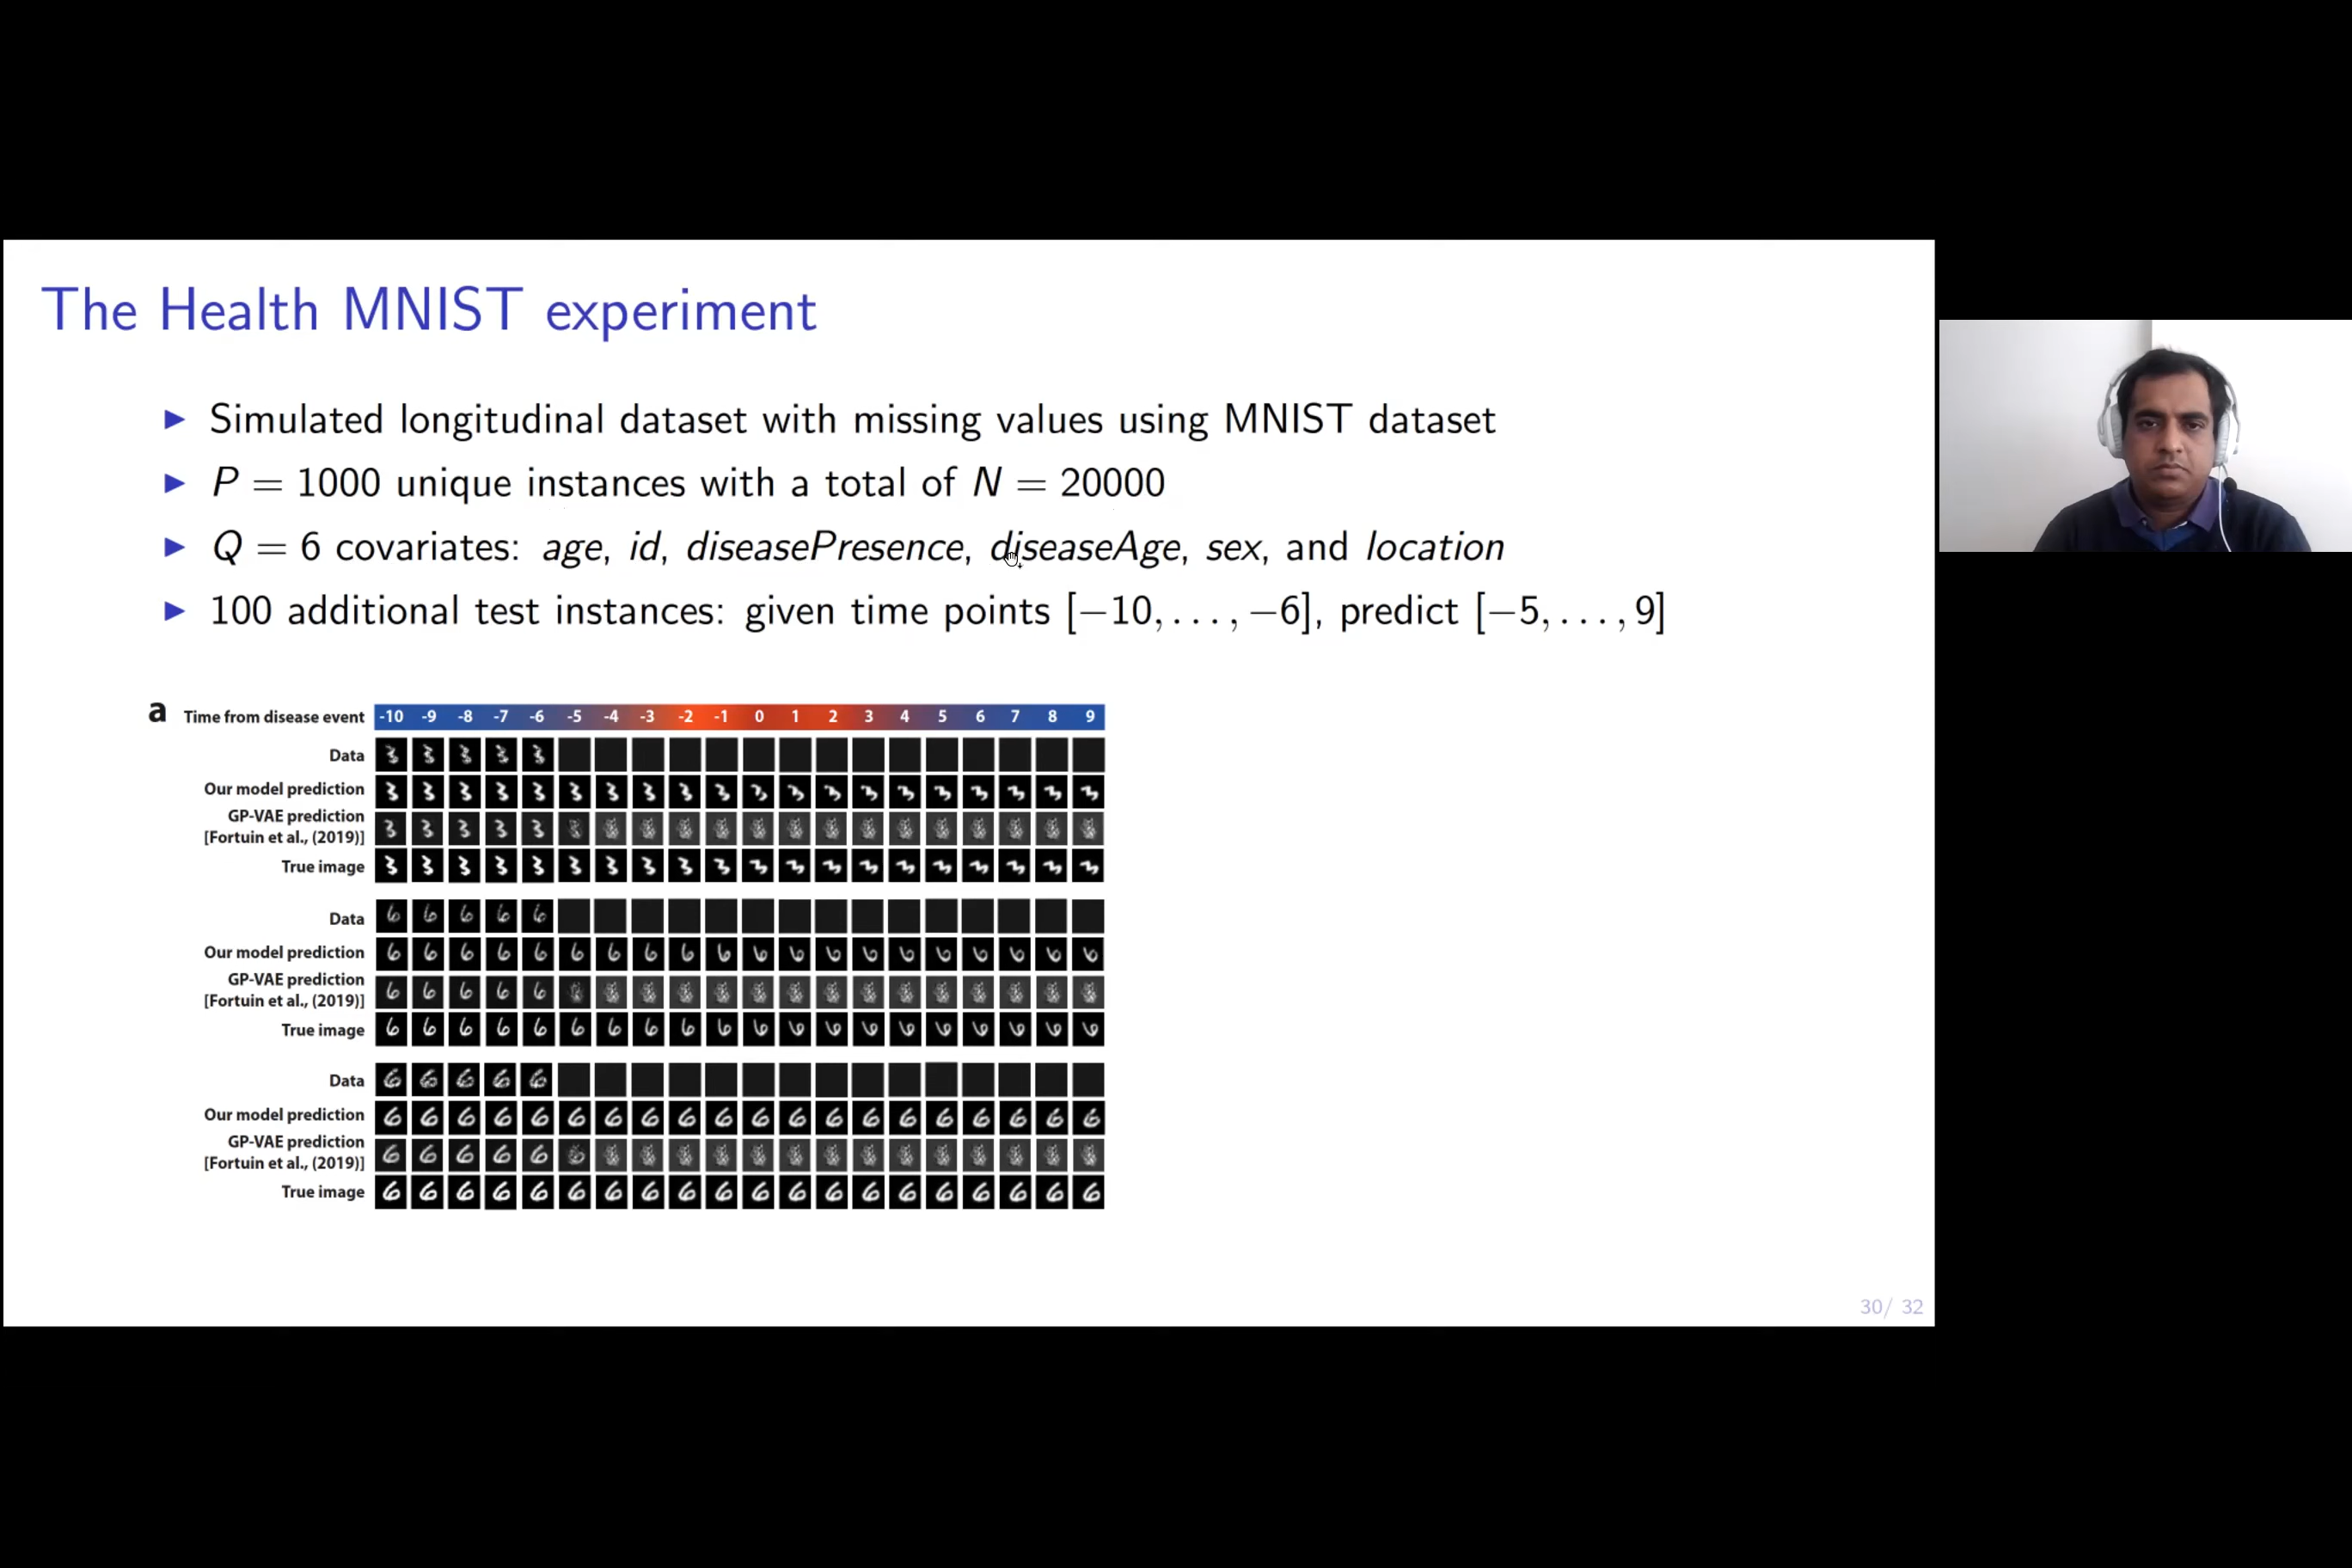 The Health MNIST experiment
▶ Simulated longitudinal dataset with missing values using MNIST dataset
▶ P = 1000 unique instances with a total of N = 20000
▶ Q = 6 covariates: age, id, diseasePresence, diseaseAge, sex, and location
▶ 100 additional test instances: given time points [−10, . . . , −6], predict [−5, . . . , 9]
a Time from disease event -10 -9 -8 -7 -6 -5 -4 -3 -2 -1 0 1 2 3 4 5 6 7 8 9
Data
Our model prediction
GP-VAE prediction
[Fortuin et al., (2019)]
True image
Data
Our model prediction
GP-VAE prediction
[Fortuin et al., (2019)]
True image
Data
Our model prediction
GP-VAE prediction
[Fortuin et al., (2019)]
True image
30/ 32